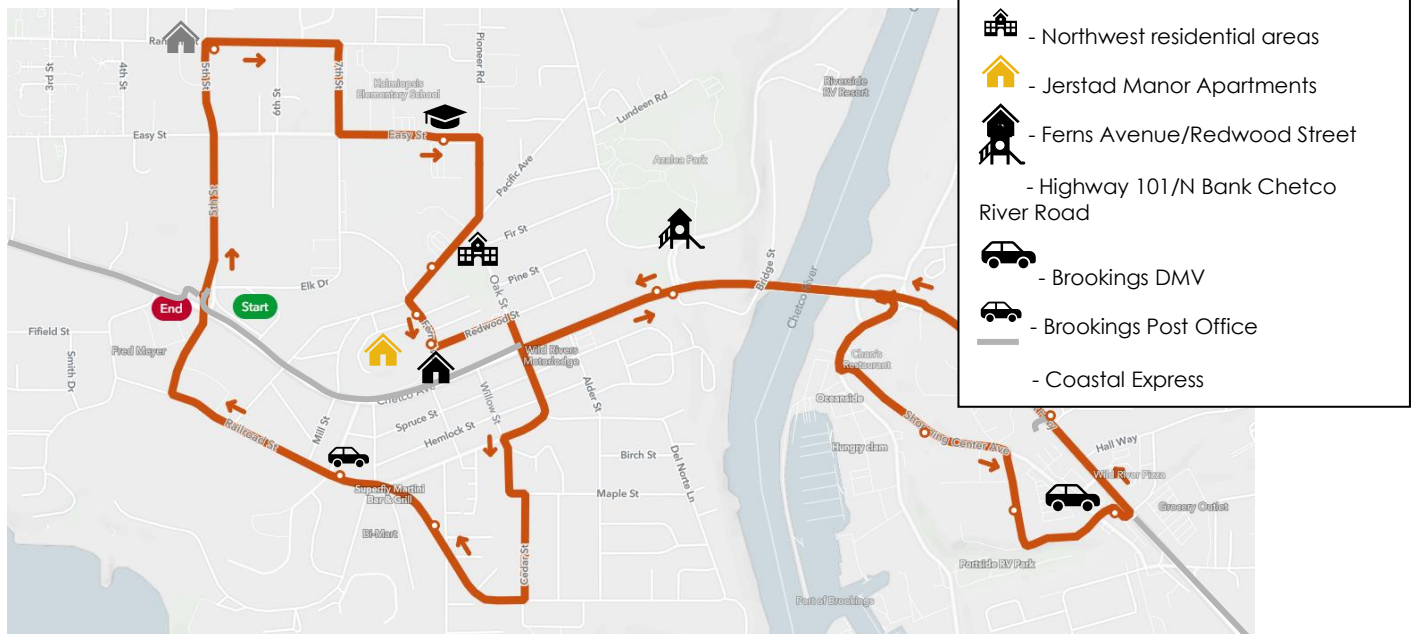 - Northwest residential areas
- Jerstad Manor Apartments
- Ferns Avenue/Redwood Street
- Highway 101/N Bank Chetco
River Road
- Brookings DMV
- Brookings Post Office
- Coastal Express
Pioneer Rd
3rd St
4th St
5th St
6th St
7th St
Kalmiopsis
Elementary School
Riverside
RV Resort
Lundeen Rd
Easy St
Easy St
Pacific Ave
Azalea Park
5th St
Fir St
Pine St
Oak St
Bridge St
Chetco River
Elk Dr
End
Start
Redwood St
Fifield St
Fred Meyer
Smith Dr
Wild Rivers
Motorlodge
Chan's
Restaurant
Chetco Ave
Willow St
Alder St
Oceanside
Mill St
Spruce St
Hemlock St
Railroad St
Shopping Center Ave
Hall Way
Hungry clam
Birch St
Del Norte Ln
Wild River Pizza
Superfly Martini
Bar & Grill
Maple St
Grocery Outlet
Bi-Mart
Cedar St
Portside RV Park
Port of Brookings